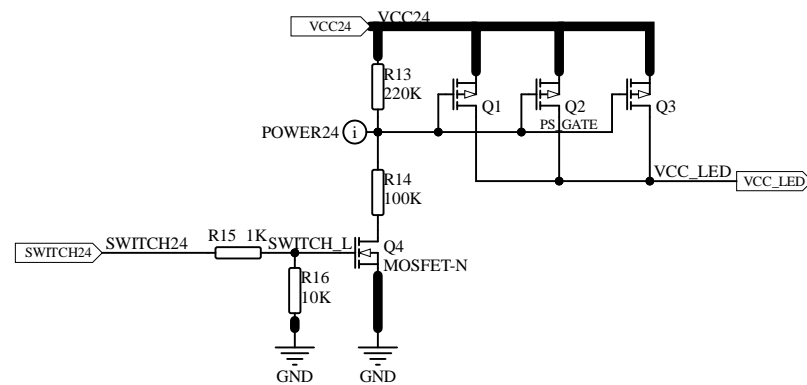 VCC24
VCC24
R13
220K
Q1
Q2
Q3
POWER24
i
PS_GATE
VCC_LED
VCC_LED
R14
100K
R15 1K
SWITCH_L
Q4
SWITCH24
SWITCH24
MOSFET-N
R16
10K
GND
GND